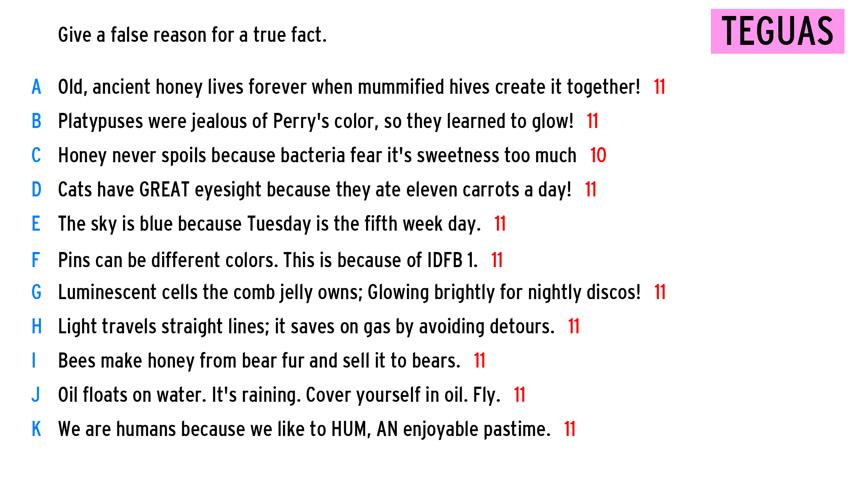 Give a false reason for a true fact.
TEGUAS
A Old, ancient honey lives forever when mummified hives create it together! 11
B Platypuses were jealous of Perry's color, so they learned to glow! 11
C Honey never spoils because bacteria fear it's sweetness too much 10
D Cats have GREAT eyesight because they ate eleven carrots a day! 11
E The sky is blue because Tuesday is the fifth week day. 11
F Pins can be different colors. This is because of IDFB 1. 11
G Luminescent cells the comb jelly owns; Glowing brightly for nightly discos! 11
H Light travels straight lines; it saves on gas by avoiding detours. 11
I Bees make honey from bear fur and sell it to bears. 11
J Oil floats on water. It's raining. Cover yourself in oil. Fly. 11
K We are humans because we like to HUM, AN enjoyable pastime. 11